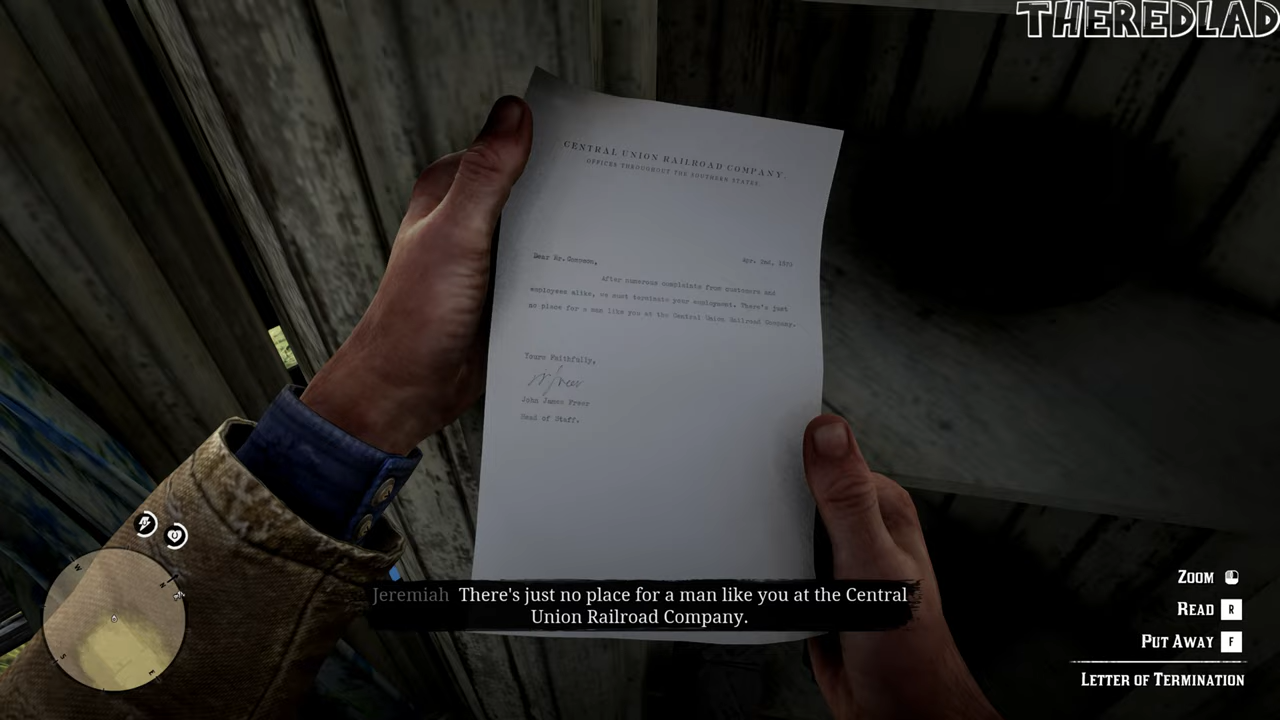 THEREDLAD
CENTRAL UNION RAILROAD COMPANY.
OFFICES THROUGHOUT THE SOUTHERN STATES.
Dear Mr. Compson,
Apr. 2nd,
After numerous complaints from customers and
employees alike, we must terminate your employment. There's just
no place for a man like you at the Central Union Railroad Company.
Yours Faithfully,
John James Freer
Head of Staff.
Jeremiah There's just no place for a man like you at the Central
Union Railroad Company.
ZOOM
READ R
PUT AWAY F
LETTER OF TERMINATION
W
N
S
E